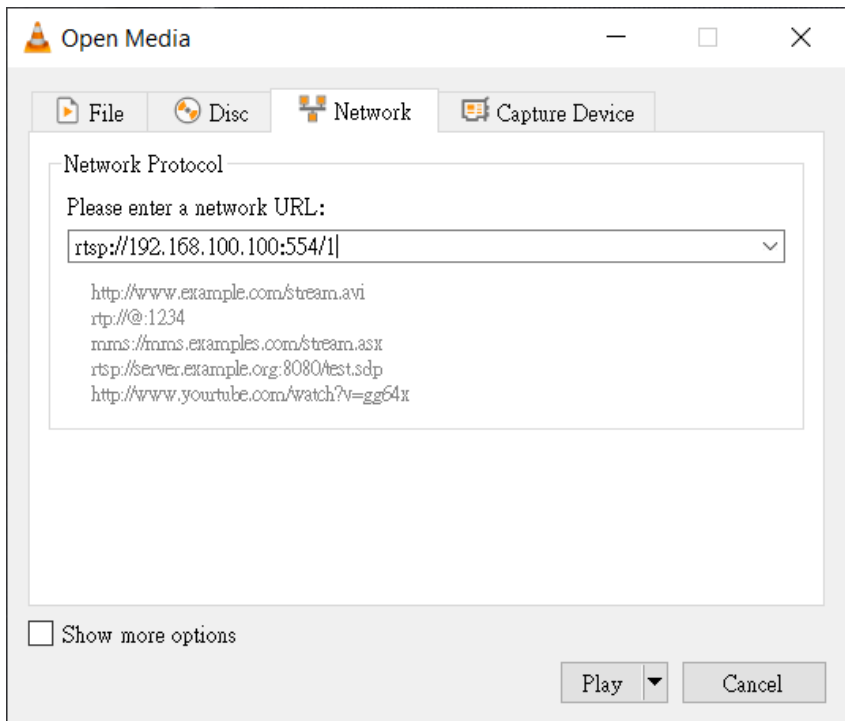 Open Media
File Disc Network Capture Device
Network Protocol
Please enter a network URL:
rtsp://192.168.100.100:554/1
http://www.example.com/stream.avi
rtp://@:1234
mms://mms.examples.com/stream.asx
rtsp://server.example.org:8080/test.sdp
http://www.yourtube.com/watch?v=gg64x
Show more options
Play Cancel